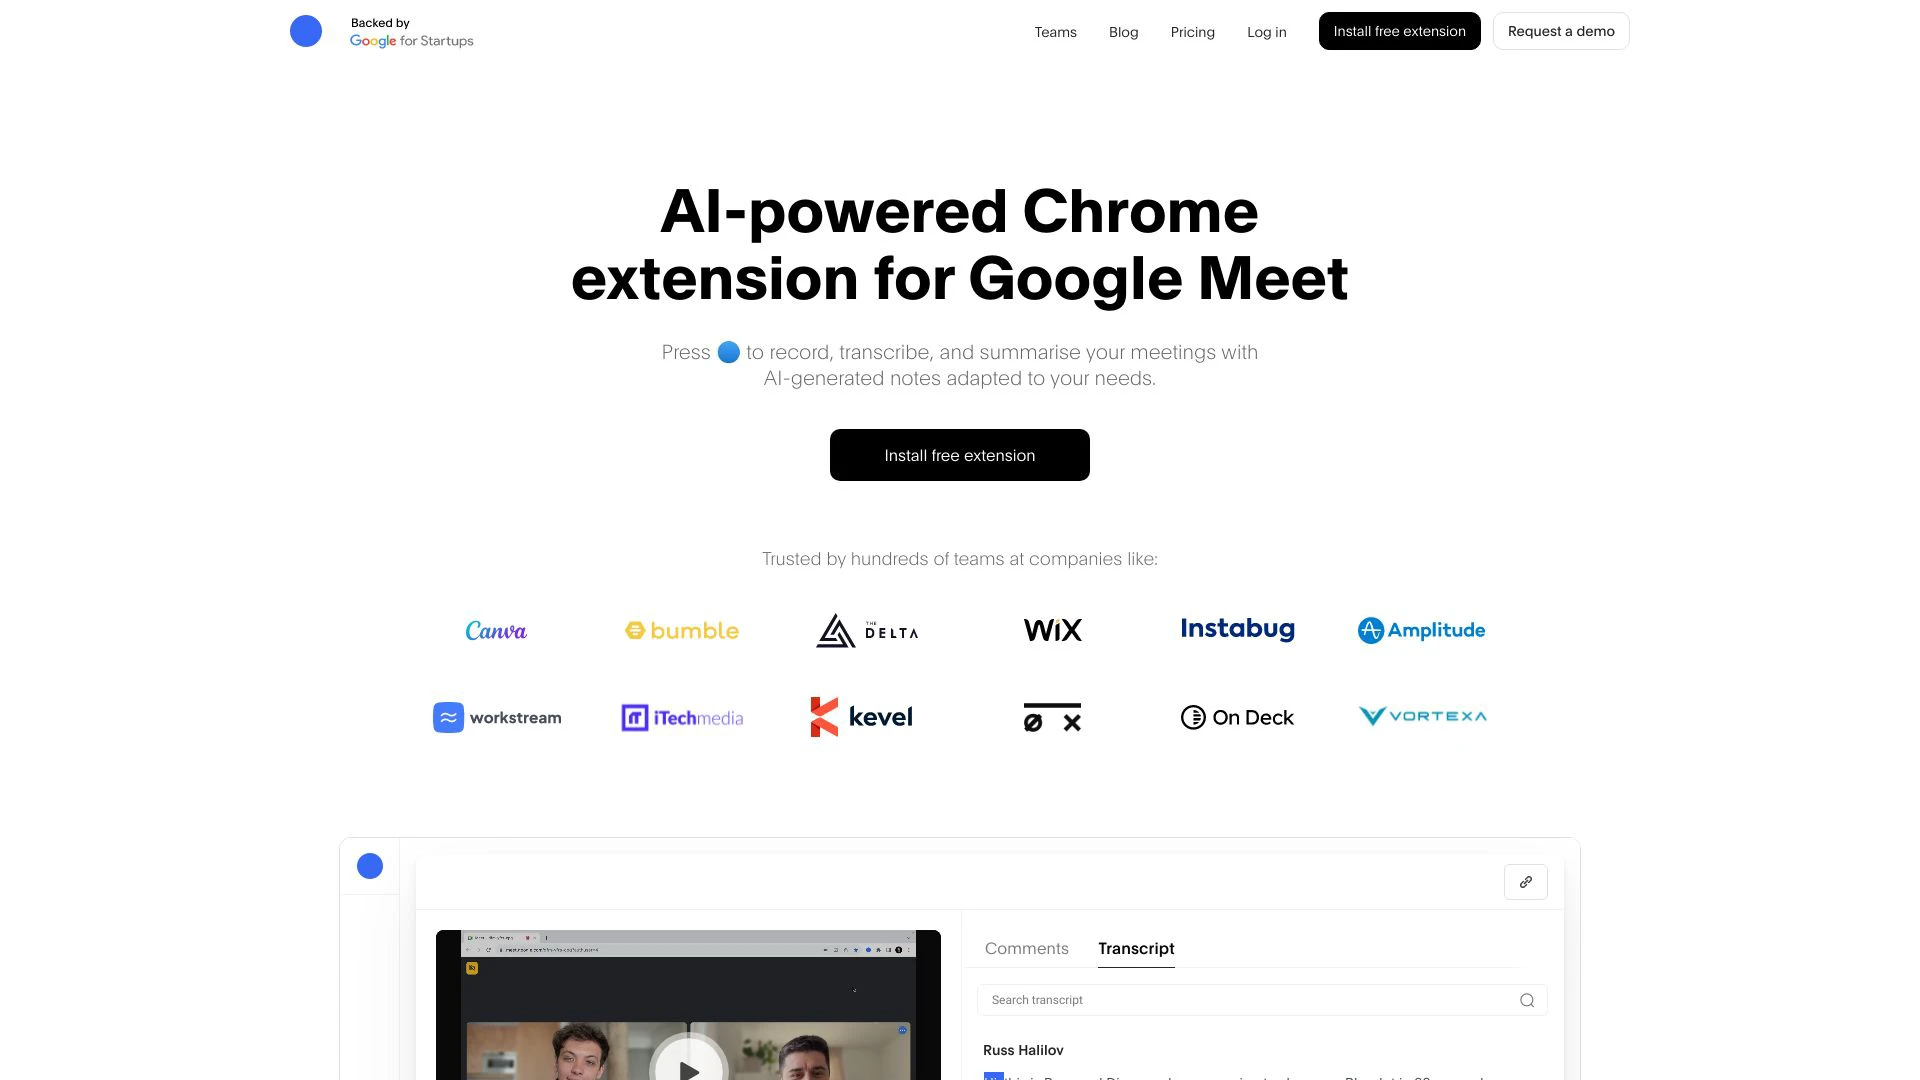 Backed by
Google for Startups
Teams
Blog
Pricing
Log in
Install free extension
Request a demo
AI-powered Chrome
extension for Google Meet
Press to record, transcribe, and summarise your meetings with
AI-generated notes adapted to your needs.
Install free extension
Trusted by hundreds of teams at companies like:
Canva
bumble
THE DELTA
WiX
Instabug
Amplitude
workstream
iTechmedia
kevel
ØX
On Deck
VORTEXA
Comments
Transcript
Search transcript
Russ Halilov